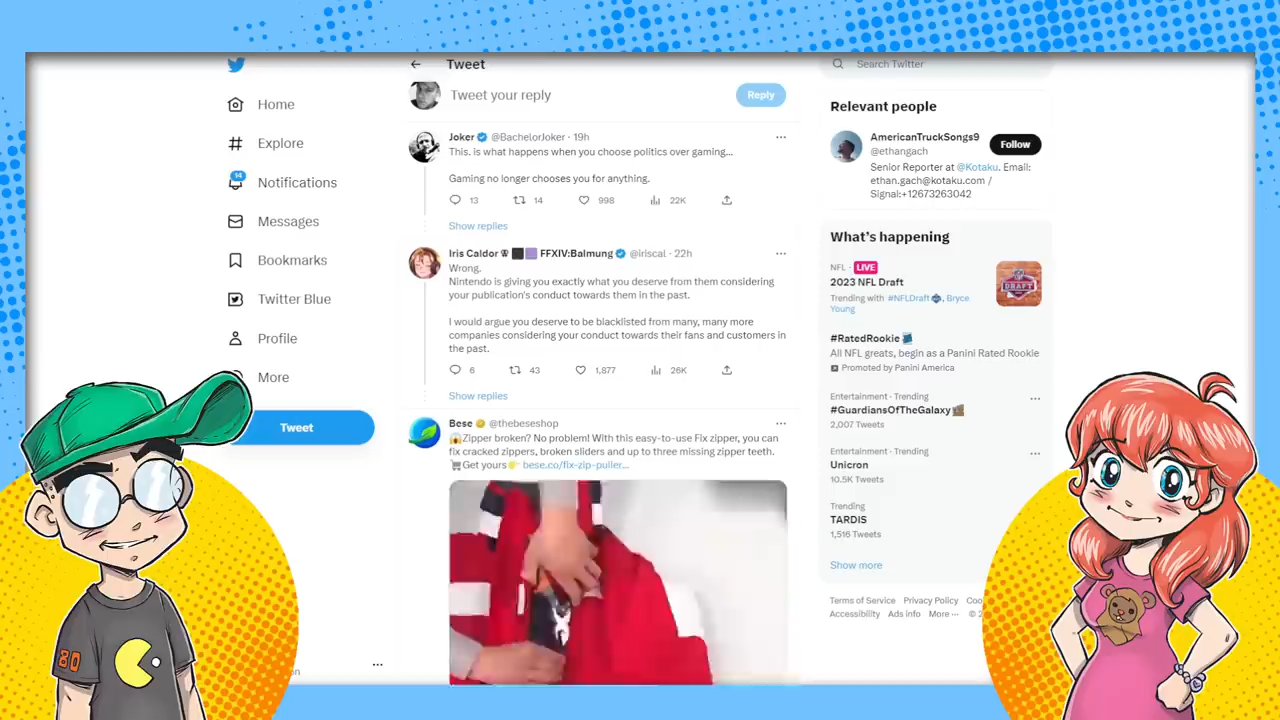 Home
Explore
14
Notifications
Messages
Bookmarks
Twitter Blue
Profile
More
Tweet
Tweet
Tweet your reply
Reply
Joker @BachelorJoker · 19h
This. is what happens when you choose politics over gaming...
Gaming no longer chooses you for anything.
13 14 998 22K
Show replies
Iris Caldor FFXIV:Balmung @iriscal · 22h
Wrong.
Nintendo is giving you exactly what you deserve from them considering
your publication's conduct towards them in the past.
I would argue you deserve to be blacklisted from many, many more
companies considering your conduct towards their fans and customers in
the past.
6 43 1,877 26K
Show replies
Bese @thebeseshop
😱Zipper broken? No problem! With this easy-to-use Fix zipper, you can
fix cracked zippers, broken sliders and up to three missing zipper teeth.
🛒Get yours👉 bese.co/fix-zip-puller...
Search Twitter
Relevant people
AmericanTruckSongs9
@ethangach
Follow
Senior Reporter at @Kotaku. Email:
ethan.gach@kotaku.com /
Signal:+12673263042
What's happening
NFL · LIVE
2023 NFL Draft
Trending with #NFLDraft, Bryce
Young
DRAFT
#RatedRookie
All NFL greats, begin as a Panini Rated Rookie
Promoted by Panini America
Entertainment · Trending
#GuardiansOfTheGalaxy
2,007 Tweets
Entertainment · Trending
Unicron
10.5K Tweets
Trending
TARDIS
1,516 Tweets
Show more
Terms of Service Privacy Policy Coo
Accessibility Ads info More ··· © 2
80